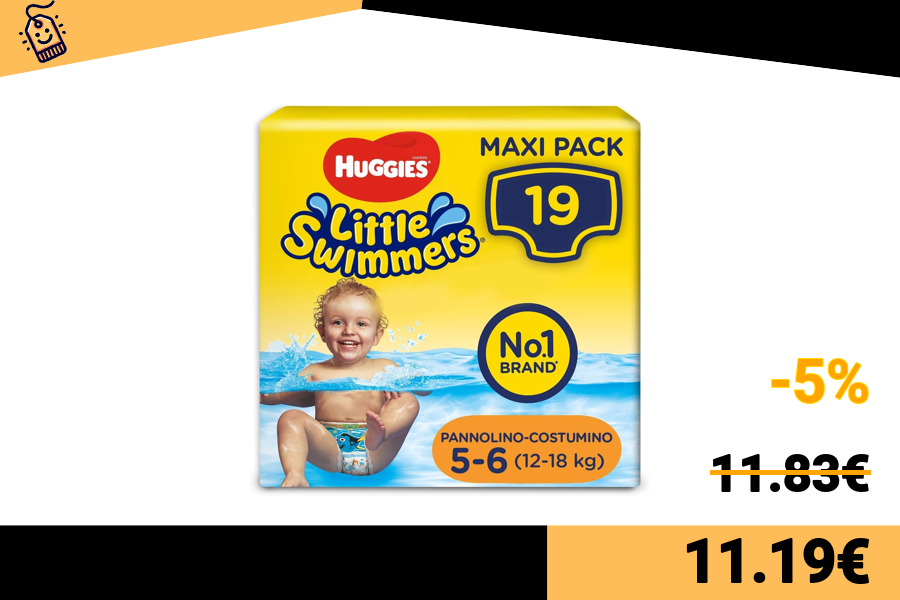 HUGGIES
Little
Swimmers
MAXI PACK
19
No.1
BRAND*
PANNOLINO-COSTUMINO
5-6 (12-18 kg)
-5%
11.83€
11.19€